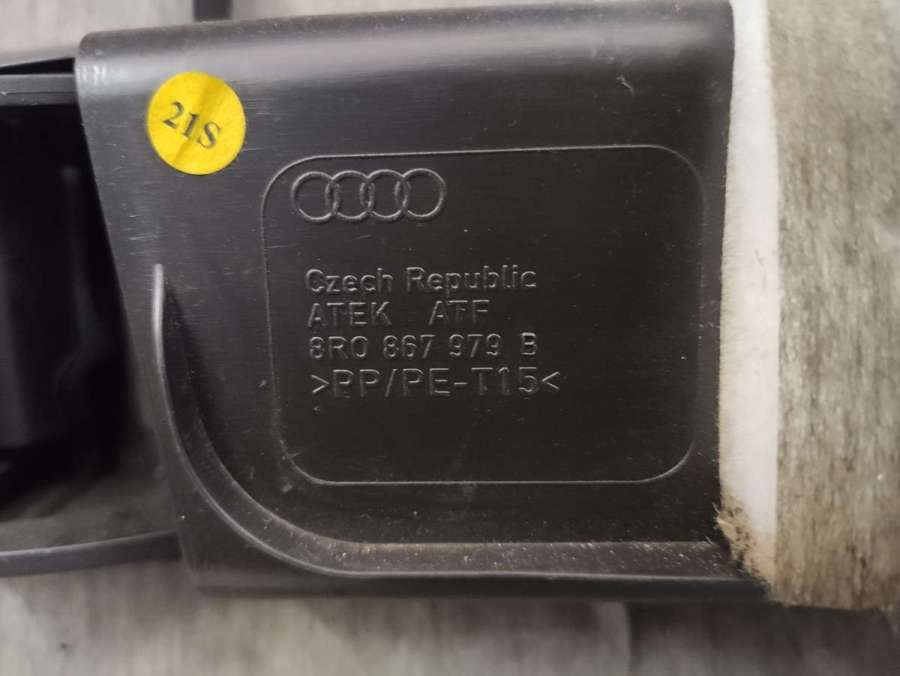 21S
Czech Republic
ATEK ATF
8R0 867 979 B
>PP/PE-T15<